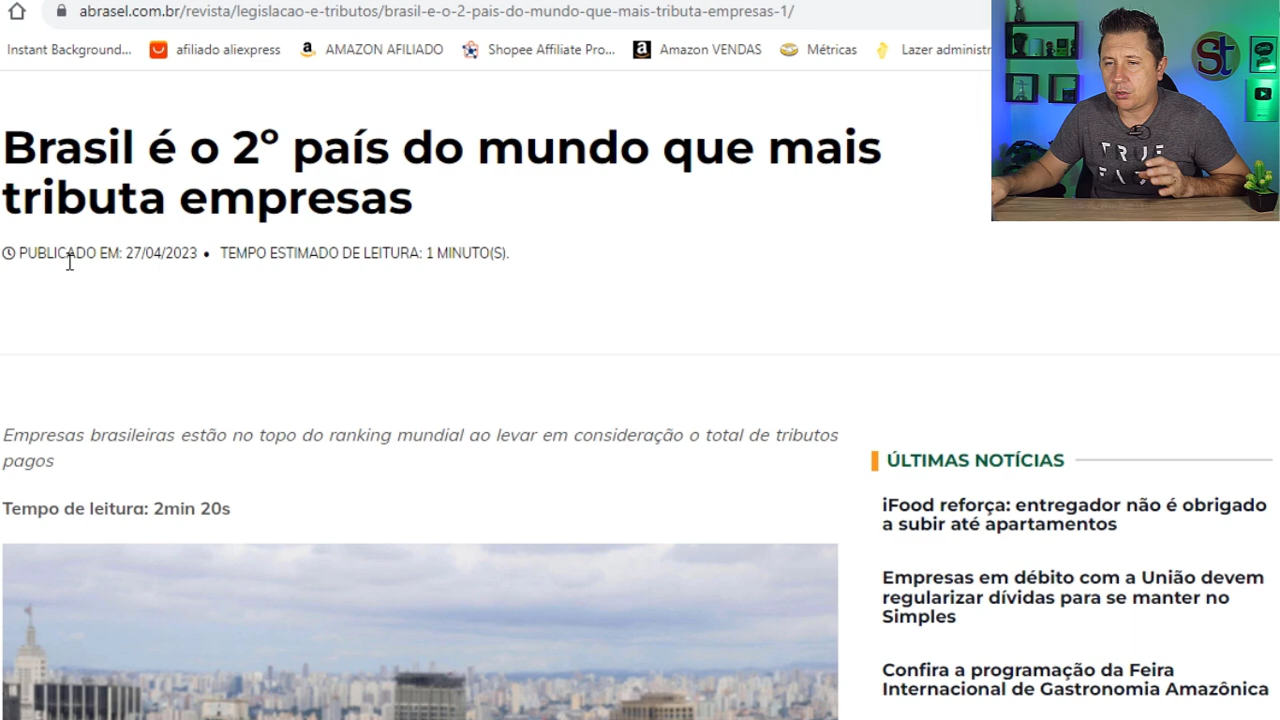 abrasel.com.br/revista/legislacao-e-tributos/brasil-e-o-2-pais-do-mundo-que-mais-tributa-empresas-1/
Instant Background... afiliado aliexpress AMAZON AFILIADO Shopee Affiliate Pro... Amazon VENDAS Métricas Lazer administr
Brasil é o 2º país do mundo que mais
tributa empresas
PUBLICADO EM: 27/04/2023 • TEMPO ESTIMADO DE LEITURA: 1 MINUTO(S).
Empresas brasileiras estão no topo do ranking mundial ao levar em consideração o total de tributos
pagos
Tempo de leitura: 2min 20s
ÚLTIMAS NOTÍCIAS
iFood reforça: entregador não é obrigado
a subir até apartamentos
Empresas em débito com a União devem
regularizar dívidas para se manter no
Simples
Confira a programação da Feira
Internacional de Gastronomia Amazônica
St